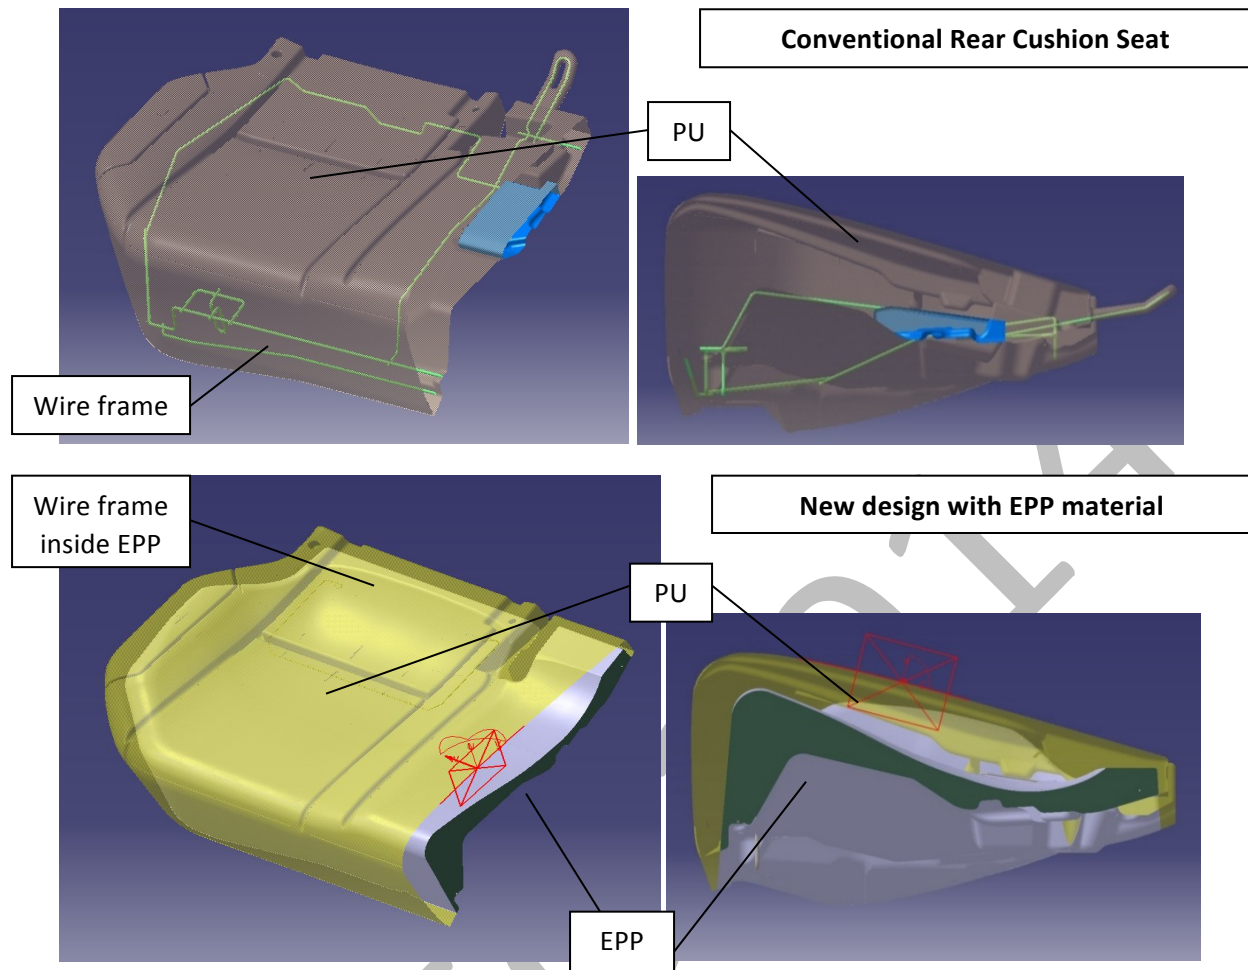 Conventional Rear Cushion Seat
PU
Wire frame
Wire frame
inside EPP
New design with EPP material
PU
EPP